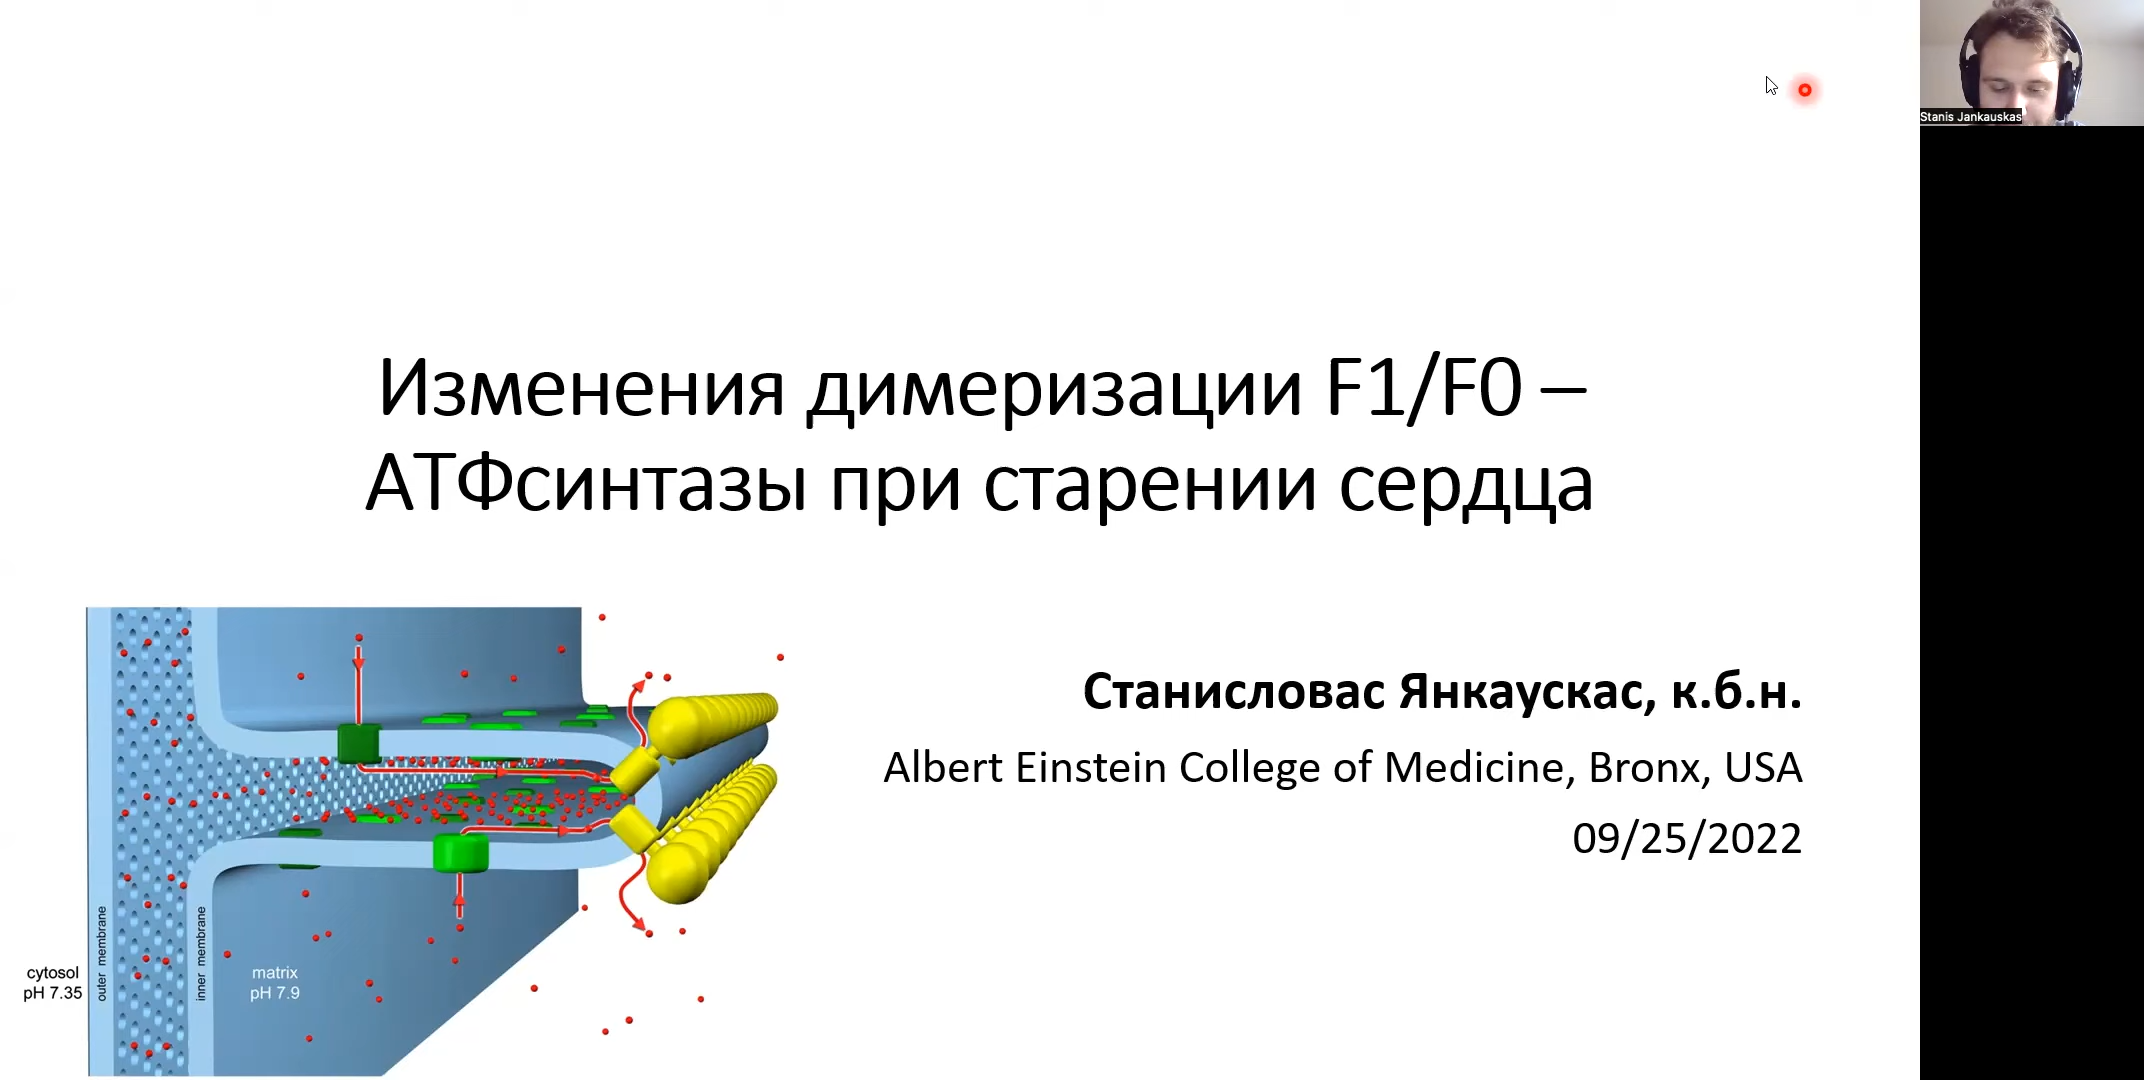 Stanis Jankauskas
Изменения димеризации F1/F0 –
АТФсинтазы при старении сердца
Станисловас Янкаускас, к.б.н.
Albert Einstein College of Medicine, Bronx, USA
09/25/2022
cytosol
pH 7.35
outer membrane
inner membrane
matrix
pH 7.9